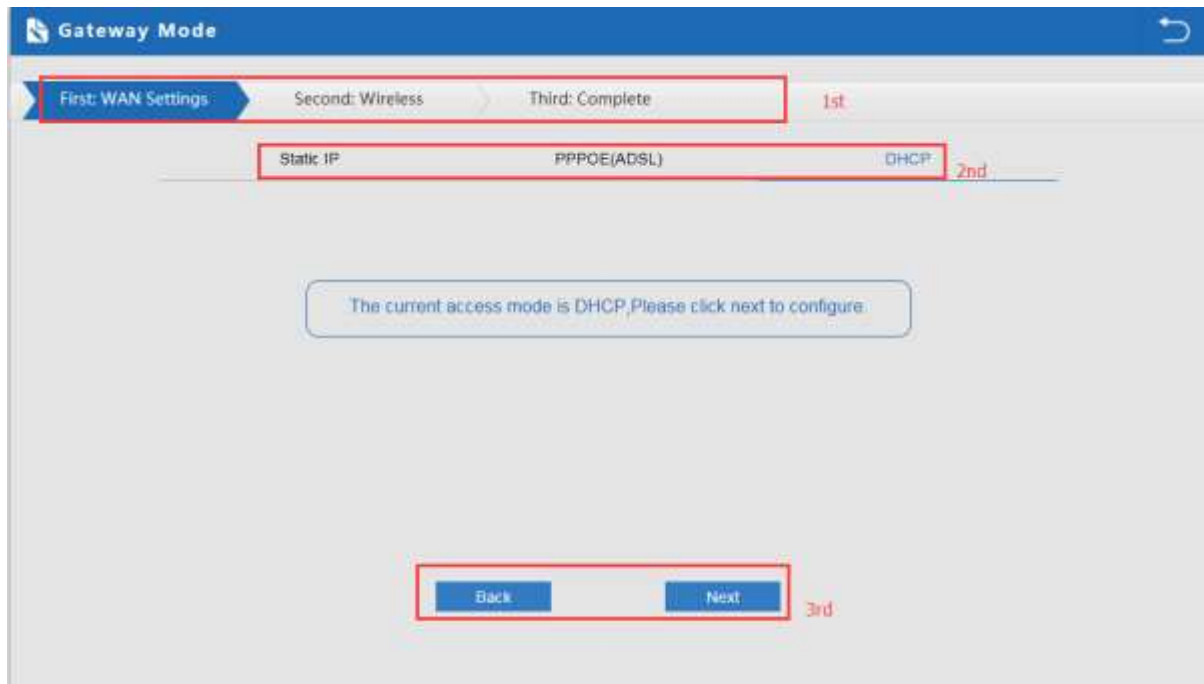 Gateway Mode
First: WAN Settings Second: Wireless Third: Complete 1st
Static IP PPPOE(ADSL) DHCP 2nd
The current access mode is DHCP,Please click next to configure
Back Next 3rd